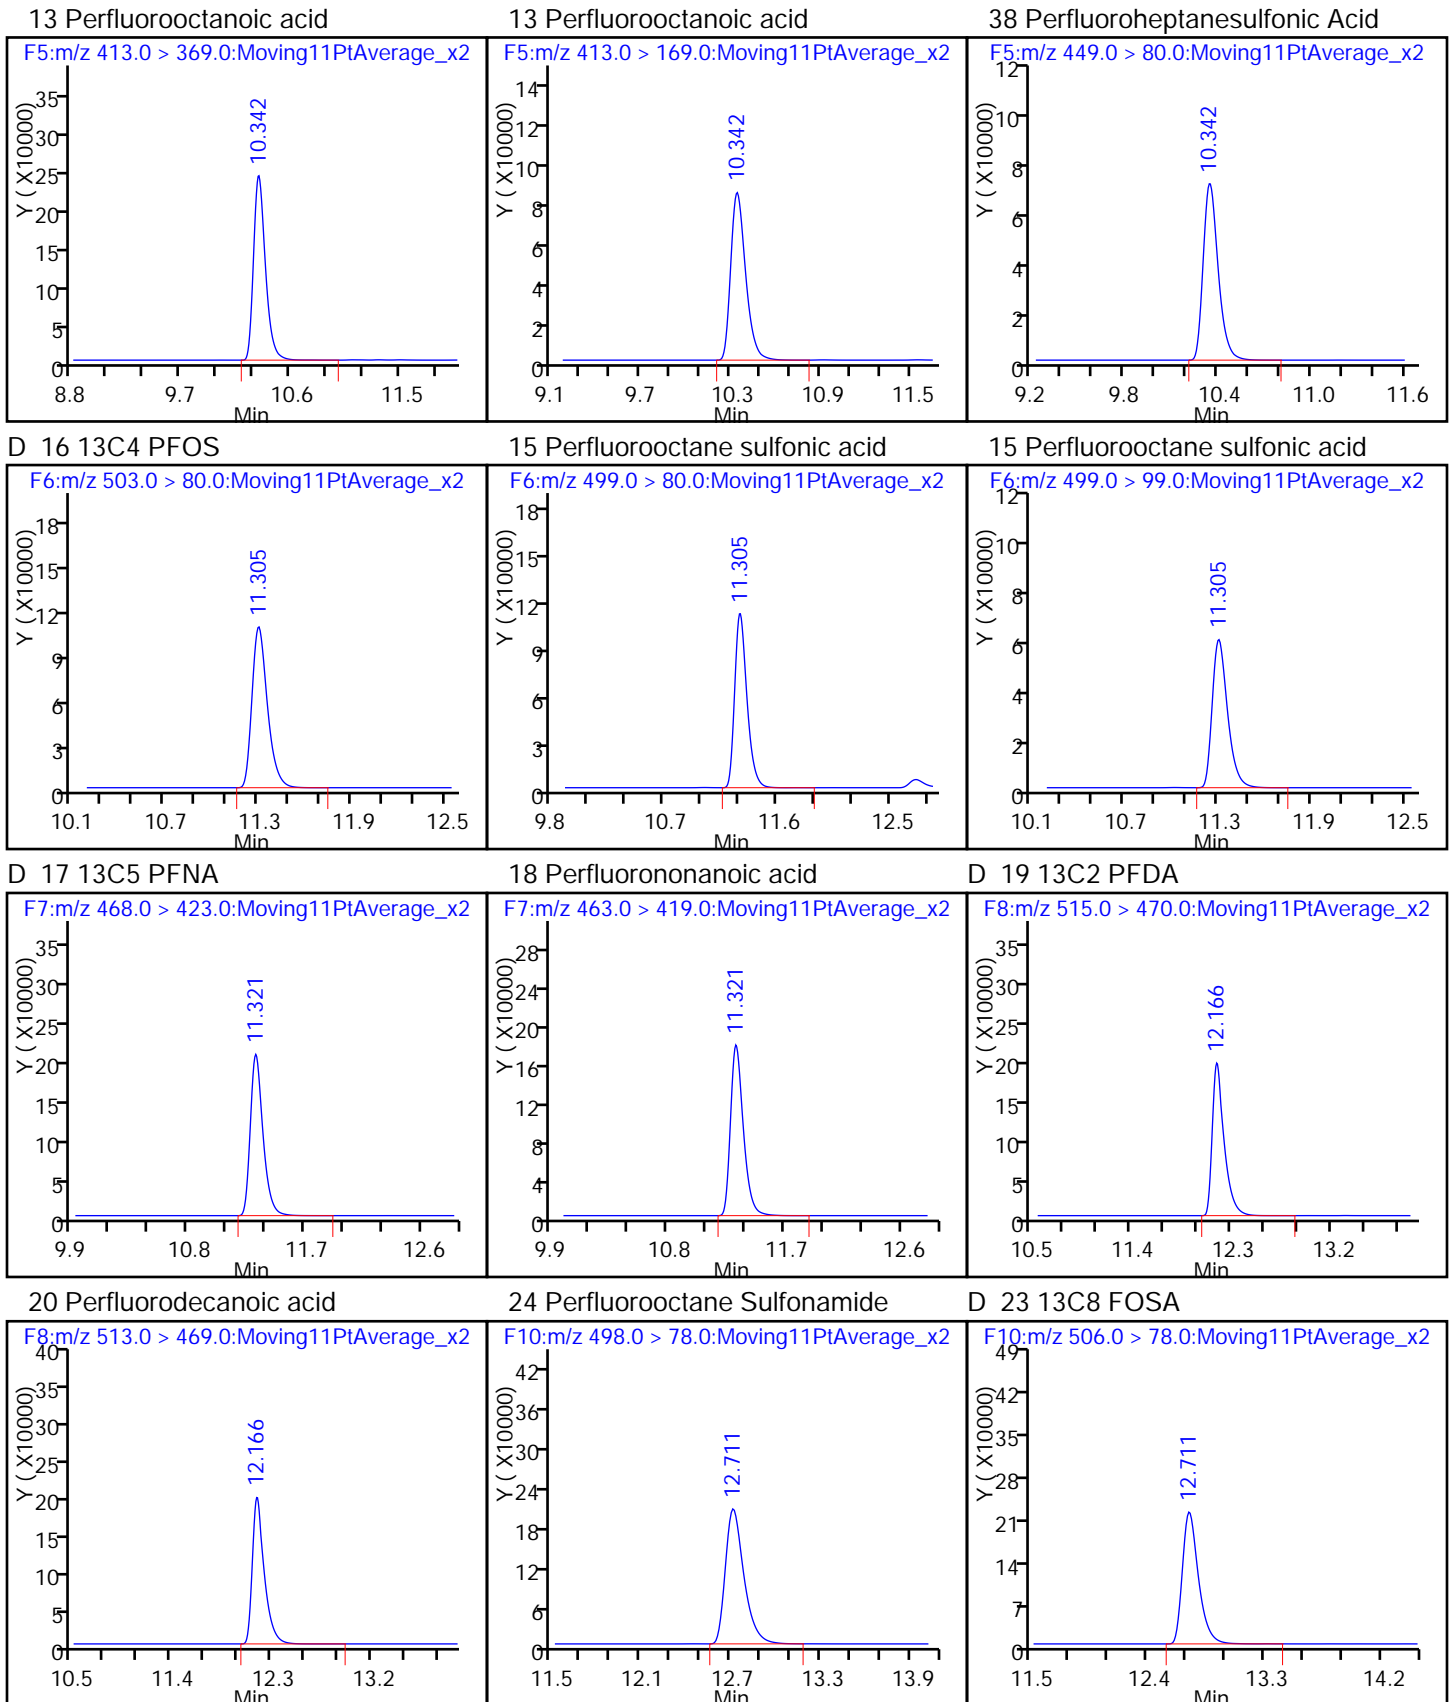 13 Perfluorooctanoic acid
F5:m/z 413.0 > 369.0:Moving11PtAverage_x2
Y ( X10000)
35
30
25
20
15
10
5
0
10.342
8.8 9.7 10.6 11.5
Min
13 Perfluorooctanoic acid
F5:m/z 413.0 > 169.0:Moving11PtAverage_x2
Y ( X10000)
14
12
10
8
6
4
2
0
10.342
9.1 9.7 10.3 10.9 11.5
Min
38 Perfluoroheptanesulfonic Acid
F5:m/z 449.0 > 80.0:Moving11PtAverage_x2
Y ( X10000)
12
10
8
6
4
2
0
10.342
9.2 9.8 10.4 11.0 11.6
Min
D 16 13C4 PFOS
F6:m/z 503.0 > 80.0:Moving11PtAverage_x2
Y ( X10000)
18
15
12
9
6
3
0
11.305
10.1 10.7 11.3 11.9 12.5
Min
15 Perfluorooctane sulfonic acid
F6:m/z 499.0 > 80.0:Moving11PtAverage_x2
Y ( X10000)
18
15
12
9
6
3
0
11.305
9.8 10.7 11.6 12.5
Min
15 Perfluorooctane sulfonic acid
F6:m/z 499.0 > 99.0:Moving11PtAverage_x2
Y ( X10000)
12
10
8
6
4
2
0
11.305
10.1 10.7 11.3 11.9 12.5
Min
D 17 13C5 PFNA
F7:m/z 468.0 > 423.0:Moving11PtAverage_x2
Y ( X10000)
35
30
25
20
15
10
5
0
11.321
9.9 10.8 11.7 12.6
Min
18 Perfluorononanoic acid
F7:m/z 463.0 > 419.0:Moving11PtAverage_x2
Y ( X10000)
28
24
20
16
12
8
4
0
11.321
9.9 10.8 11.7 12.6
Min
D 19 13C2 PFDA
F8:m/z 515.0 > 470.0:Moving11PtAverage_x2
Y ( X10000)
35
30
25
20
15
10
5
0
12.166
10.5 11.4 12.3 13.2
Min
20 Perfluorodecanoic acid
F8:m/z 513.0 > 469.0:Moving11PtAverage_x2
Y ( X10000)
40
35
30
25
20
15
10
5
0
12.166
10.5 11.4 12.3 13.2
Min
24 Perfluorooctane Sulfonamide
F10:m/z 498.0 > 78.0:Moving11PtAverage_x2
Y ( X10000)
42
36
30
24
18
12
6
0
12.711
11.5 12.1 12.7 13.3 13.9
Min
D 23 13C8 FOSA
F10:m/z 506.0 > 78.0:Moving11PtAverage_x2
Y ( X10000)
49
42
35
28
21
14
7
0
12.711
11.5 12.4 13.3 14.2
Min